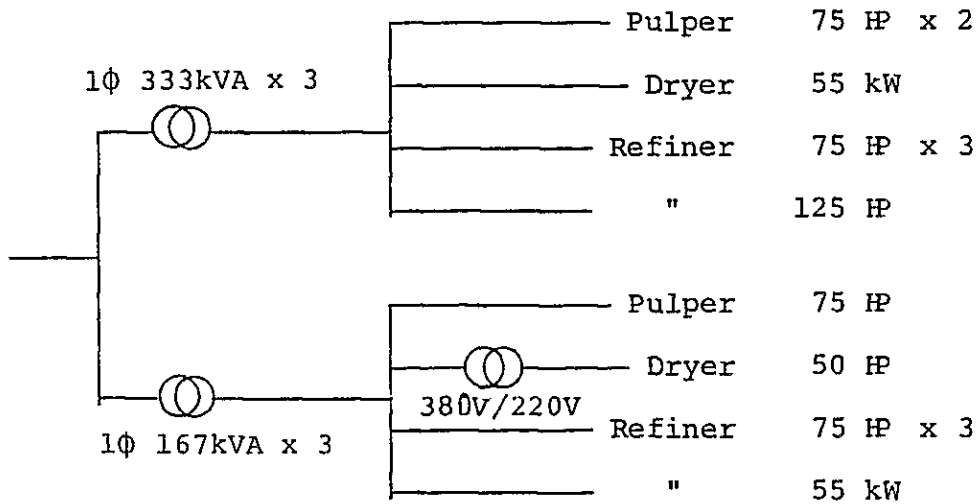 Pulper 75 HP x 2
1φ 333kVA x 3
Dryer 55 kW
Refiner 75 HP x 3
" 125 HP
Pulper 75 HP
Dryer 50 HP
380V/220V
Refiner 75 HP x 3
1φ 167kVA x 3
" 55 kW